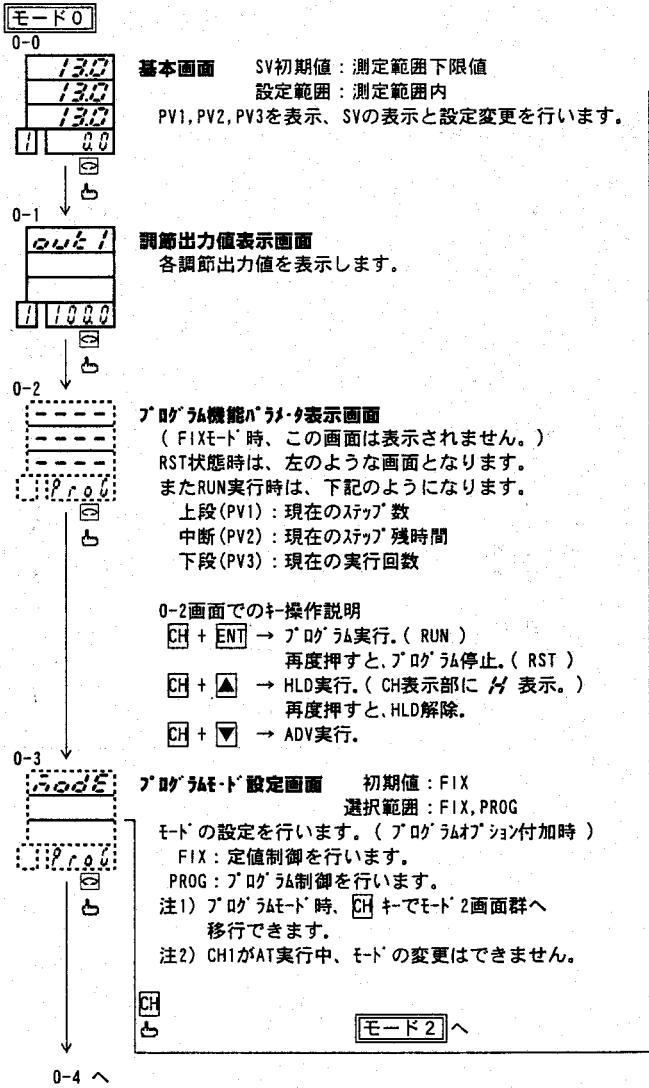 モード0
0-0
13.0
13.0
13.0
1 0.0
基本画面 SV初期値：測定範囲下限値
設定範囲：測定範囲内
PV1,PV2,PV3を表示、SVの表示と設定変更を行います。
0-1
out1
1 100.0
調節出力値表示画面
各調節出力値を表示します。
0-2
----
----
----
ProG
ﾌﾟﾛｸﾞﾗﾑ機能ﾊﾟﾗﾒｰﾀ表示画面
( FIXﾓｰﾄﾞ時、この画面は表示されません。)
RST状態時は、左のような画面となります。
またRUN実行時は、下記のようになります。
上段(PV1)：現在のｽﾃｯﾌﾟ数
中断(PV2)：現在のｽﾃｯﾌﾟ残時間
下段(PV3)：現在の実行回数
0-2画面でのｷｰ操作説明
CH + ENT → ﾌﾟﾛｸﾞﾗﾑ実行。( RUN )
再度押すと、ﾌﾟﾛｸﾞﾗﾑ停止。( RST )
CH + ▲ → HLD実行。( CH表示部に H 表示。)
再度押すと、HLD解除。
CH + ▼ → ADV実行。
0-3
modE
ProG
ﾌﾟﾛｸﾞﾗﾑﾓｰﾄﾞ設定画面 初期値：FIX
選択範囲：FIX,PROG
ﾓｰﾄﾞの設定を行います。( ﾌﾟﾛｸﾞﾗﾑｵﾌﾟｼｮﾝ付加時 )
FIX：定値制御を行います。
PROG：ﾌﾟﾛｸﾞﾗﾑ制御を行います。
注1) ﾌﾟﾛｸﾞﾗﾑﾓｰﾄﾞ時、CH ｷｰでﾓｰﾄﾞ2画面群へ
移行できます。
注2) CH1がAT実行中、ﾓｰﾄﾞの変更はできません。
CH
モード2 へ
0-4 へ